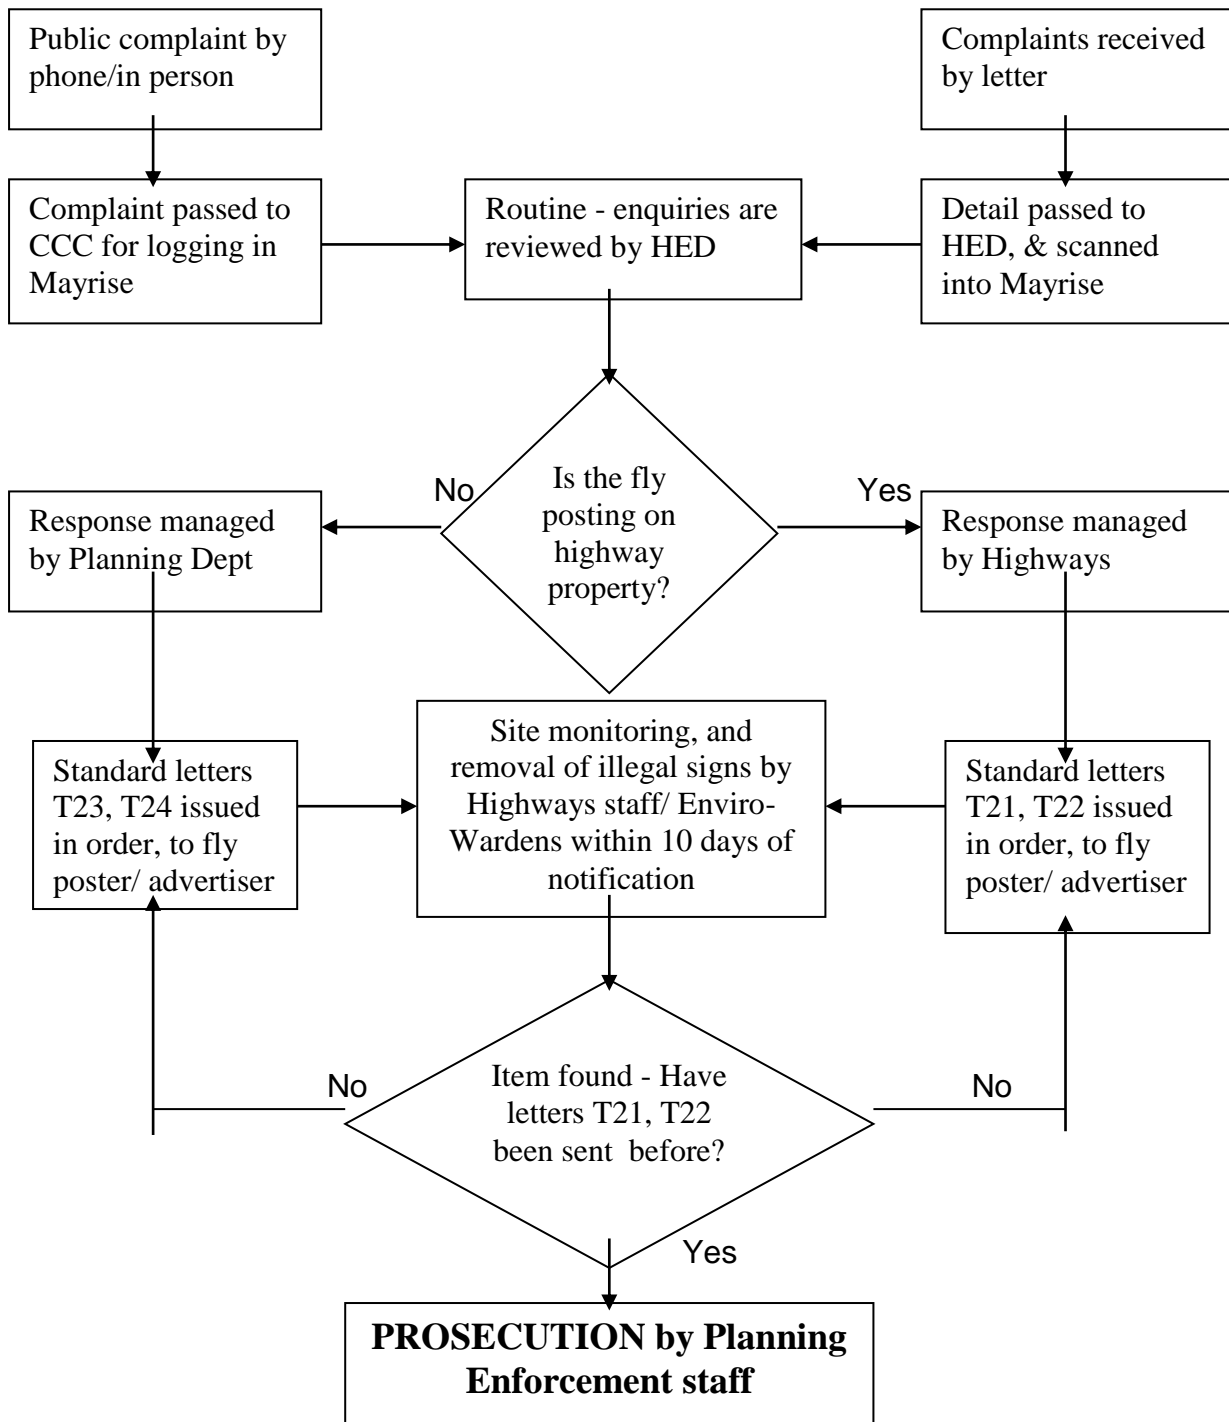 Public complaint by
phone/in person
Complaints received
by letter
Complaint passed to
CCC for logging in
Mayrise
Routine - enquiries are
reviewed by HED
Detail passed to
HED, & scanned
into Mayrise
Is the fly
posting on
highway
property?
No
Yes
Response managed
by Planning Dept
Response managed
by Highways
Standard letters
T23, T24 issued
in order, to fly
poster/ advertiser
Site monitoring, and
removal of illegal signs by
Highways staff/ Enviro-
Wardens within 10 days of
notification
Standard letters
T21, T22 issued
in order, to fly
poster/ advertiser
No
Item found - Have
letters T21, T22
been sent  before?
No
Yes
PROSECUTION by Planning
Enforcement staff